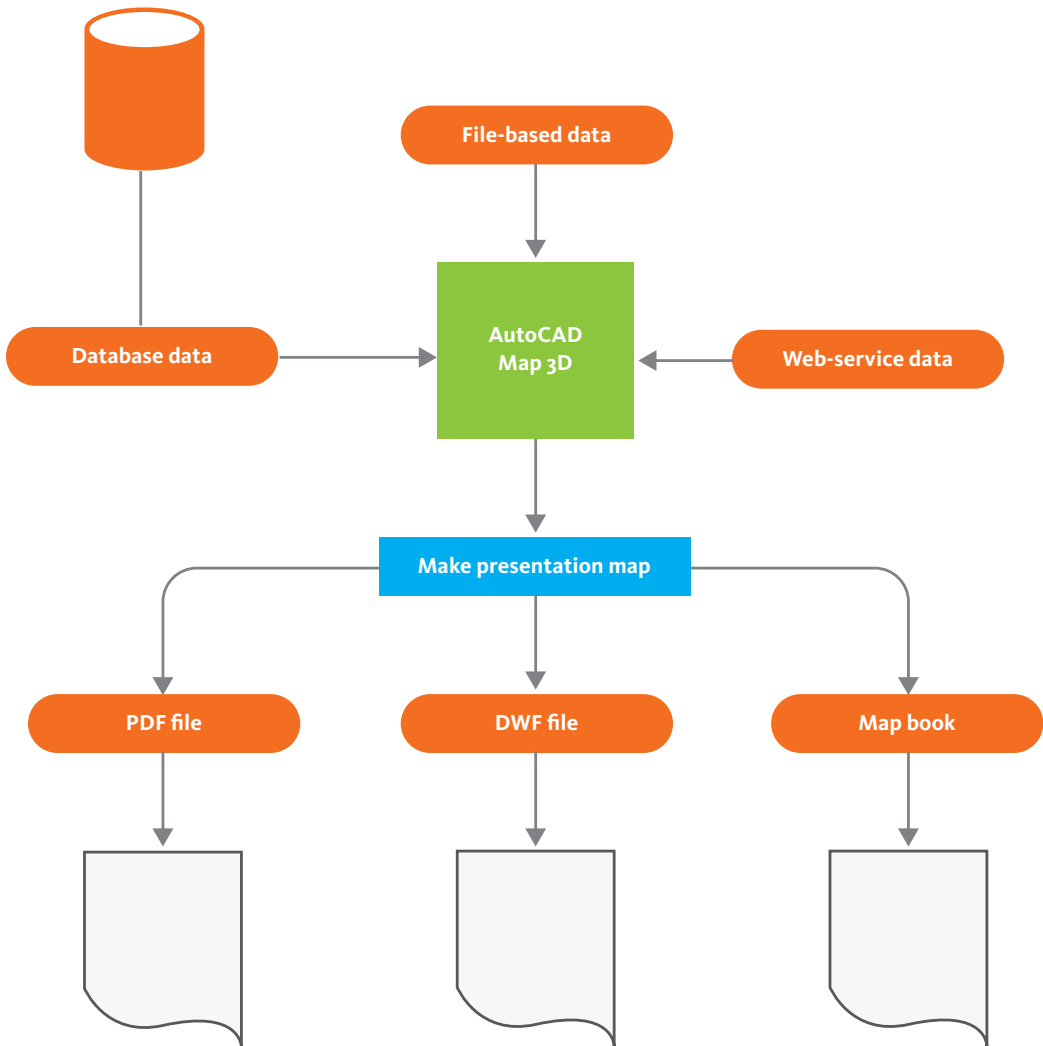 File-based data
Database data
AutoCAD
Map 3D
Web-service data
Make presentation map
PDF file
DWF file
Map book